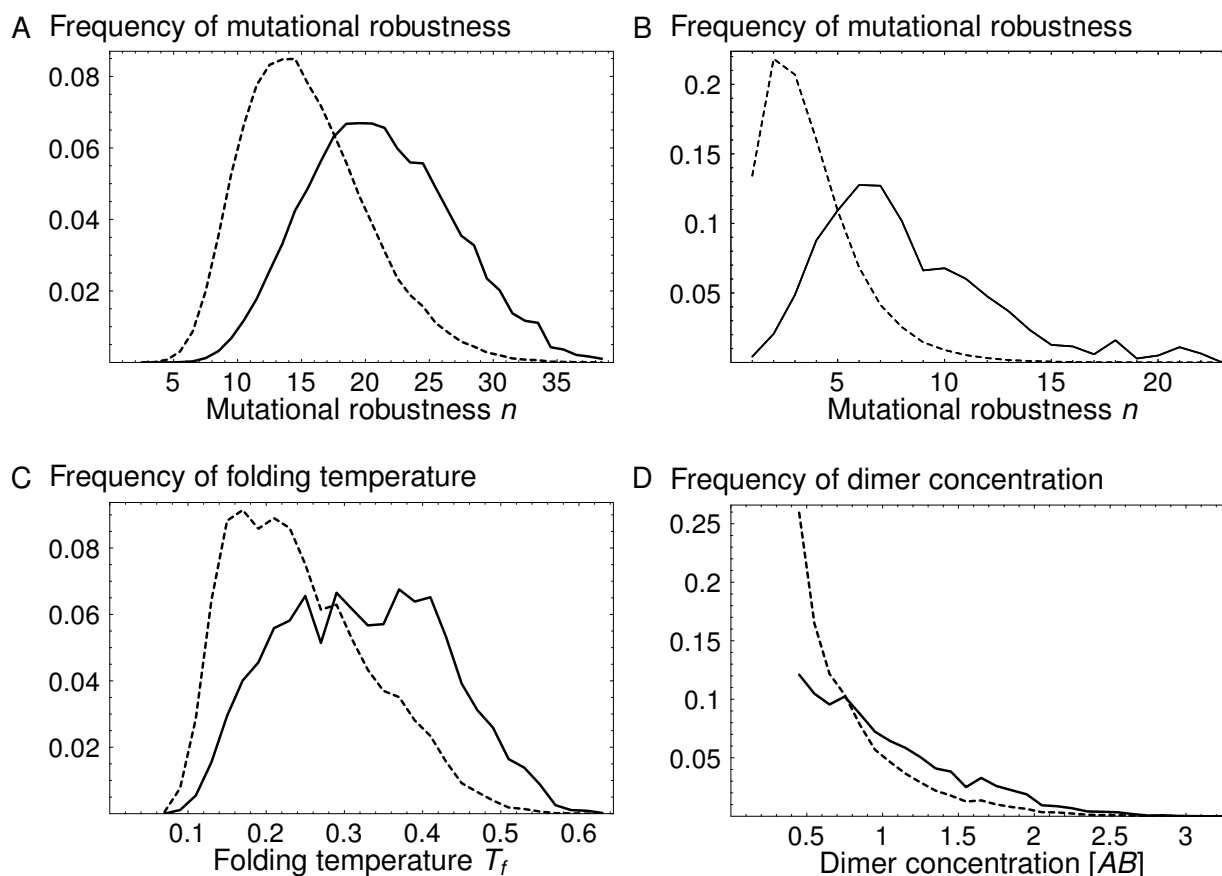 A Frequency of mutational robustness
0.08
0.06
0.04
0.02
5 10 15 20 25 30 35
Mutational robustness n
B Frequency of mutational robustness
0.2
0.15
0.1
0.05
5 10 15 20
Mutational robustness n
C Frequency of folding temperature
0.08
0.06
0.04
0.02
0.1 0.2 0.3 0.4 0.5 0.6
Folding temperature Tf
D Frequency of dimer concentration
0.25
0.2
0.15
0.1
0.05
0.5 1 1.5 2 2.5 3
Dimer concentration [AB]